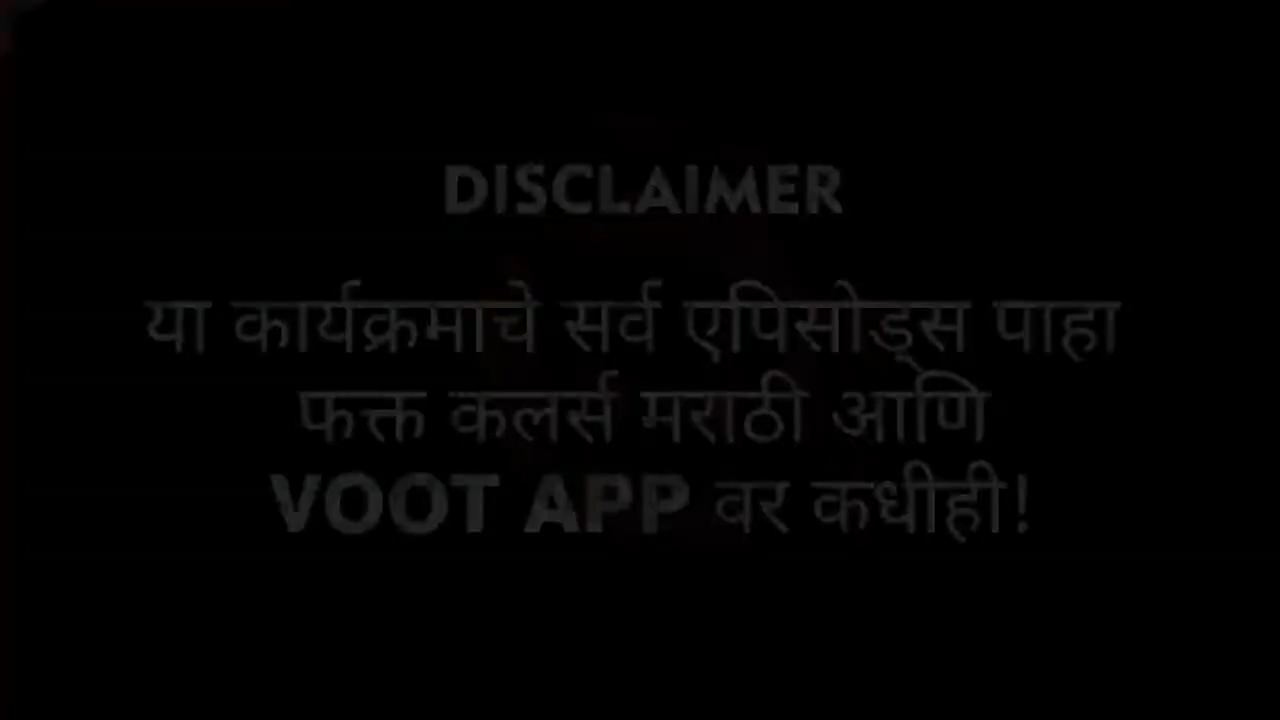 DISCLAIMER
या कार्यक्रमाचे सर्व एपिसोड्स पाहा
फक्त कलर्स मराठी आणि
VOOT APP वर कधीही!